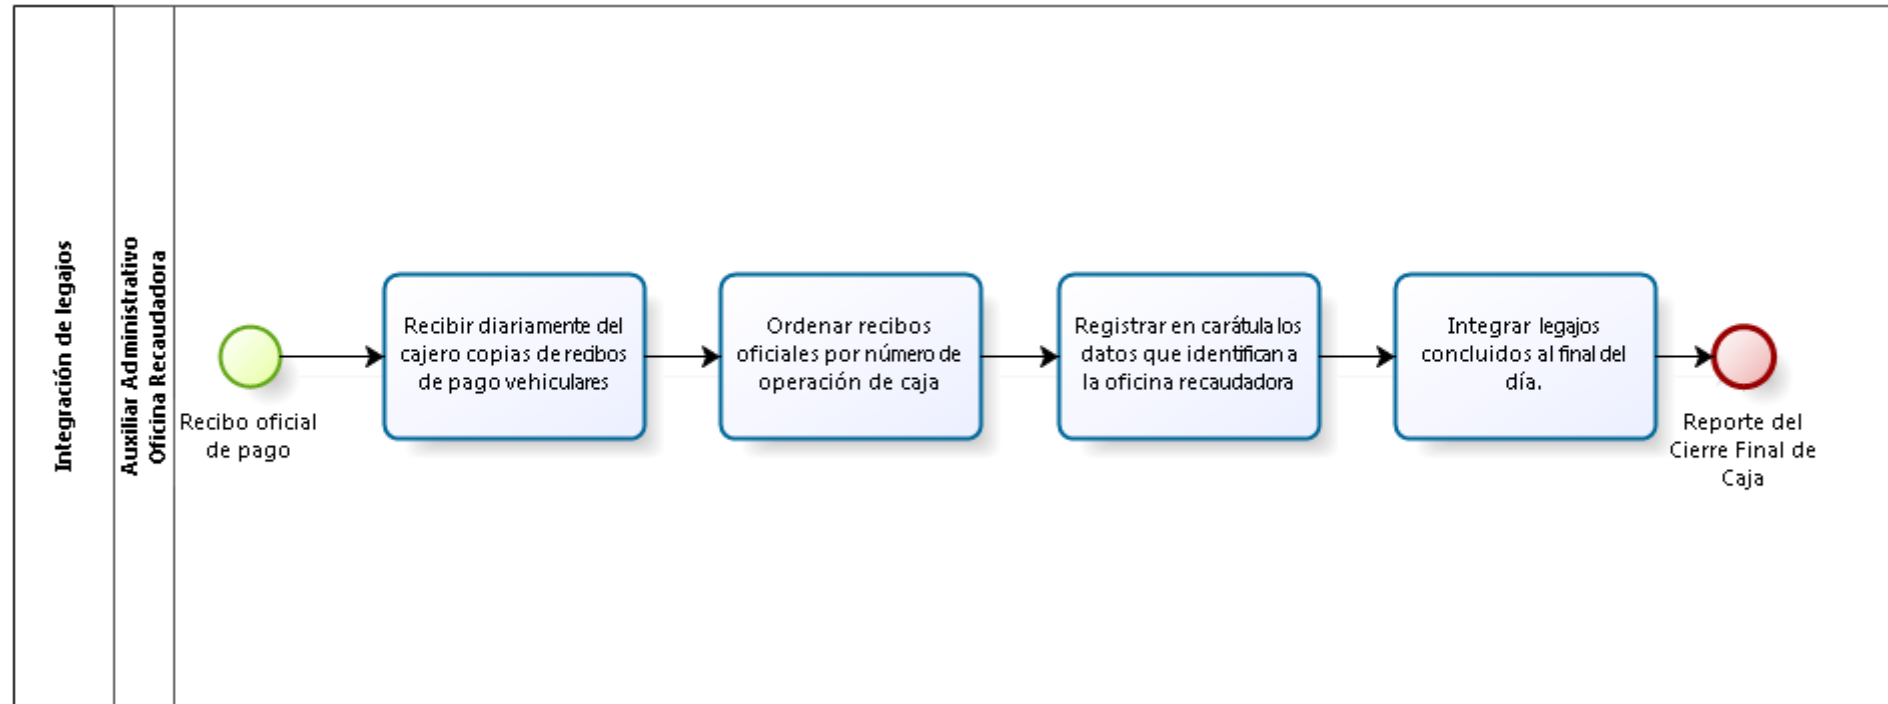 Integración de legajos
Auxiliar Administrativo
Oficina Recaudadora
Recibo oficial
de pago
Recibir diariamente del
cajero copias de recibos
de pago vehiculares
Ordenar recibos
oficiales por número de
operación de caja
Registrar en carátula los
datos que identifican a
la oficina recaudadora
Integrar legajos
concluidos al final del
día.
Reporte del
Cierre Final de
Caja